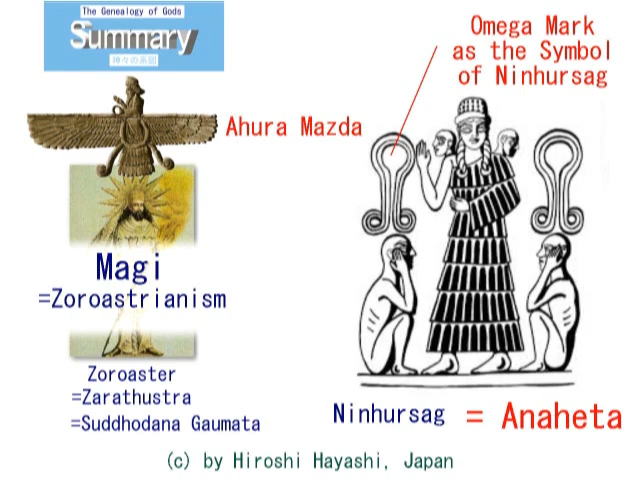 The Genealogy of Gods
Summary
神々の系図
Ahura Mazda
Magi
=Zoroastrianism
Zoroaster
=Zarathustra
=Suddhodana Gaumata
Omega Mark
as the Symbol
of Ninhursag
Ninhursag = Anaheta
(c) by Hiroshi Hayashi, Japan